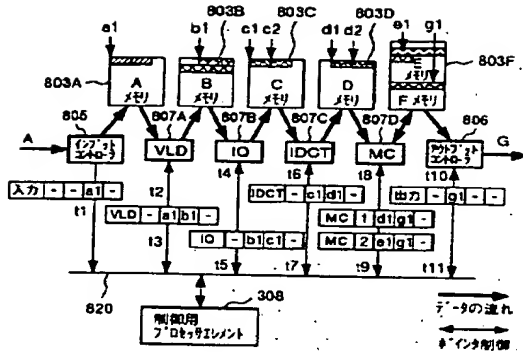 803B 803C 803D e1 g1
a1 b1 c1 c2 d1 d2 803F
803A A B C D E
メモリ メモリ メモリ メモリ F メモリ
805 807A 807B 807C 807D 806
A インプットコントローラ VLD IQ IDCT MC アウトプットコントローラ G
t2 t4 t6 t8 t10
入力 - - a1 - IDCT - c1 d1 - 出力 - g1 -
t1 VLD - a1 b1 - MC 1 d1 g1 -
IQ - b1 c1 - MC 2 e1 g1 -
t3 t5 t7 t9 t11
820 308
制御用
プロセッサエレメント
データの流れ
ポインタ制御